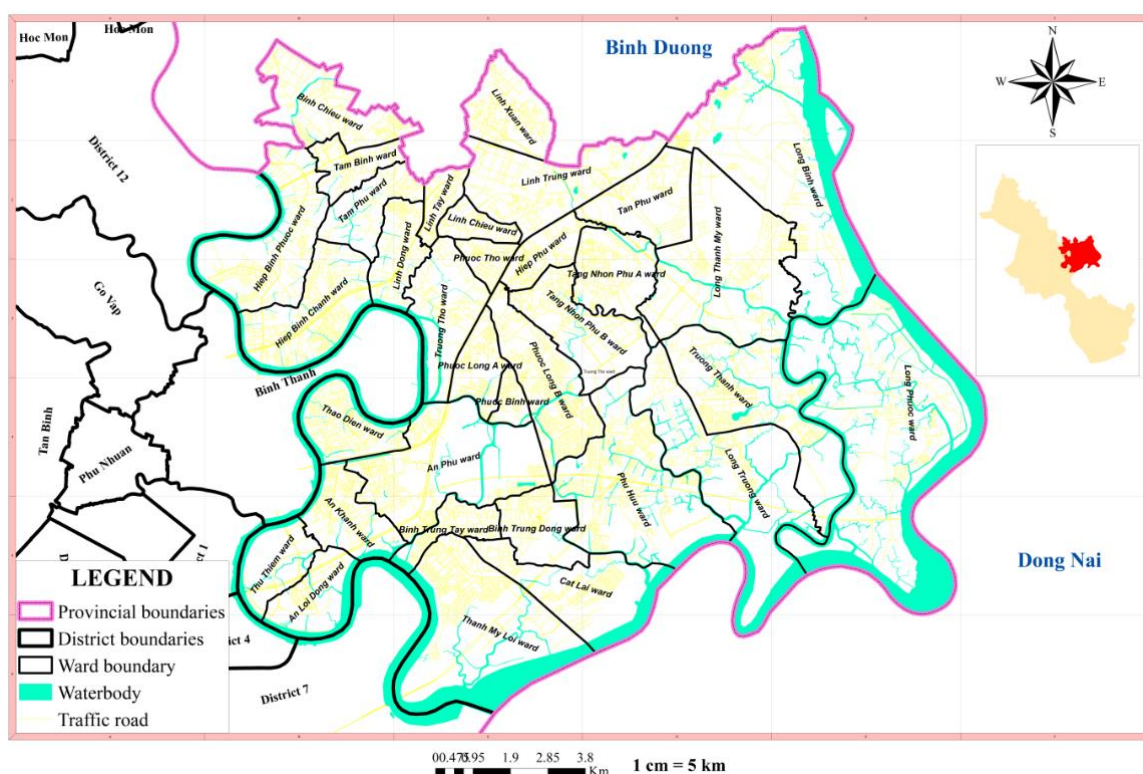 Hoc Mon
Hoc Mon
Binh Duong
N
W
E
S
Binh Chieu ward
Linh Xuan ward
District 12
Tam Binh ward
Linh Trung ward
Long Binh ward
Tam Phu ward
Linh Tay ward
Tan Phu ward
Linh Chieu ward
Hiep Binh Phuoc ward
Linh Dong ward
Phuoc Tho ward
Hiep Phu ward
Long Thanh My ward
Tang Nhon Phu A ward
Go Vap
Hiep Binh Chanh ward
Truong Tho ward
Tang Nhon Phu B ward
Binh Thanh
Phuoc Long A ward
Phuoc Long B ward
Truong Tho ward
Truong Thanh ward
Long Phuoc ward
Phuoc Binh ward
Tan Binh
Thao Dien ward
Phu Nhuan
An Phu ward
Long Truong ward
Phu Huu ward
An Khanh ward
Binh Trung Tay ward
Binh Trung Dong ward
Thu Thiem ward
An Loi Dong ward
Cat Lai ward
Thanh My Loi ward
Dong Nai
LEGEND
Provincial boundaries
District boundaries
Ward boundary
Waterbody
Traffic road
District 7
00.4750.95 1.9 2.85 3.8
Km
1 cm = 5 km